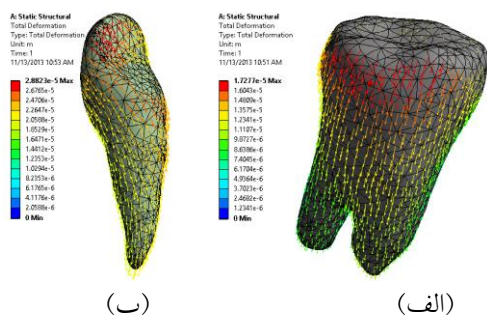 A: Static Structural
Total Deformation
Type: Total Deformation
Unit: m
Time: 1
11/13/2013 10:53 AM
2.8823e-5 Max
2.6765e-5
2.4706e-5
2.2647e-5
2.0588e-5
1.8529e-5
1.6471e-5
1.4412e-5
1.2353e-5
1.0294e-5
8.2353e-6
6.1765e-6
4.1176e-6
2.0588e-6
0 Min
(ب)
A: Static Structural
Total Deformation
Type: Total Deformation
Unit: m
Time: 1
11/13/2013 10:51 AM
1.7277e-5 Max
1.6043e-5
1.4809e-5
1.3575e-5
1.2341e-5
1.1107e-5
9.8727e-6
8.6386e-6
7.4045e-6
6.1704e-6
4.9364e-6
3.7023e-6
2.4682e-6
1.2341e-6
0 Min
(الف)